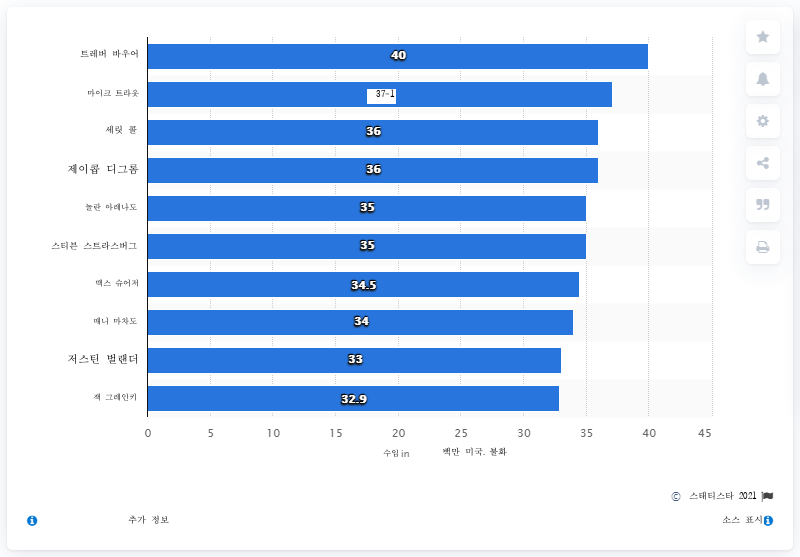 트레버 바우어
40
마이크 트라웃
37-1
게릿 콜
36
제이콥 디그롬
36
놀란 아레나도
35
스티븐 스트라스버그
35
맥스 슈어저
34.5
매니 마차도
34
저스틴 벌랜더
33
잭 그레인키
32.9
0 5 10 15 20 25 30 35 40 45
수입 in 백만 미국. 불화
© 스태티스타 2021
추가 정보
소스 표시